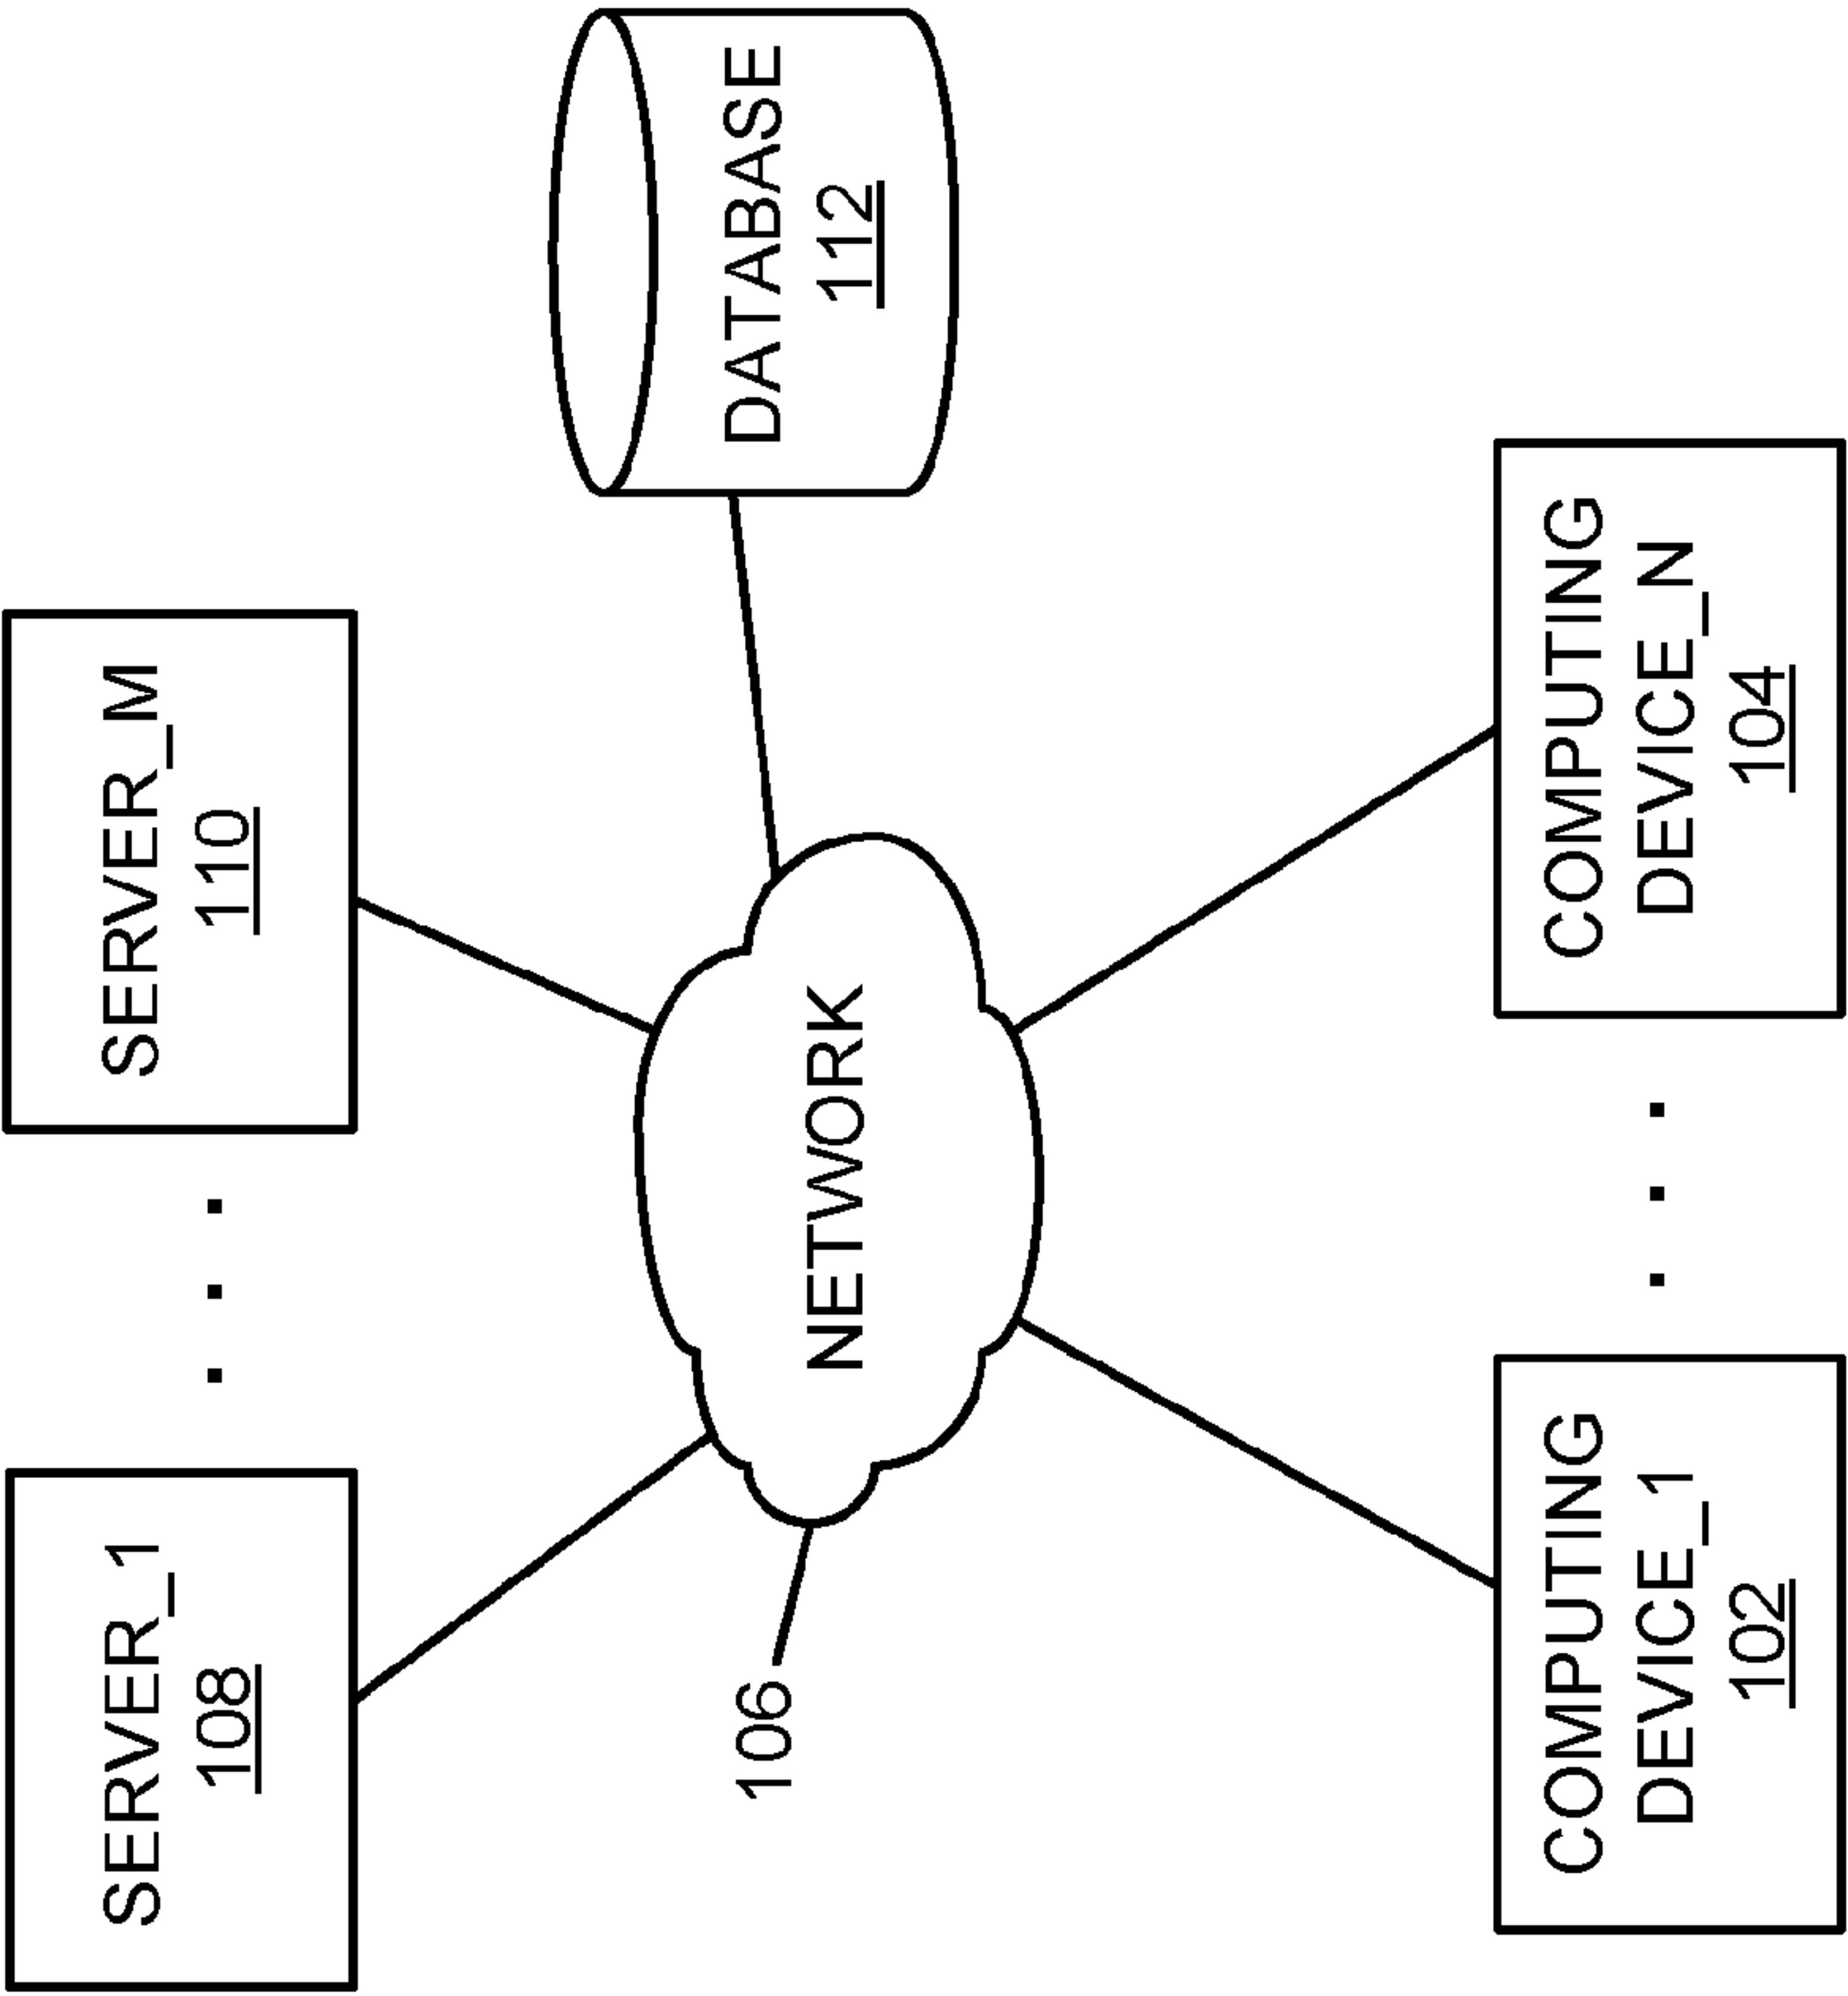 SERVER_1
108
SERVER_M
110
106
NETWORK
DATABASE
112
COMPUTING
DEVICE_1
102
COMPUTING
DEVICE_N
104